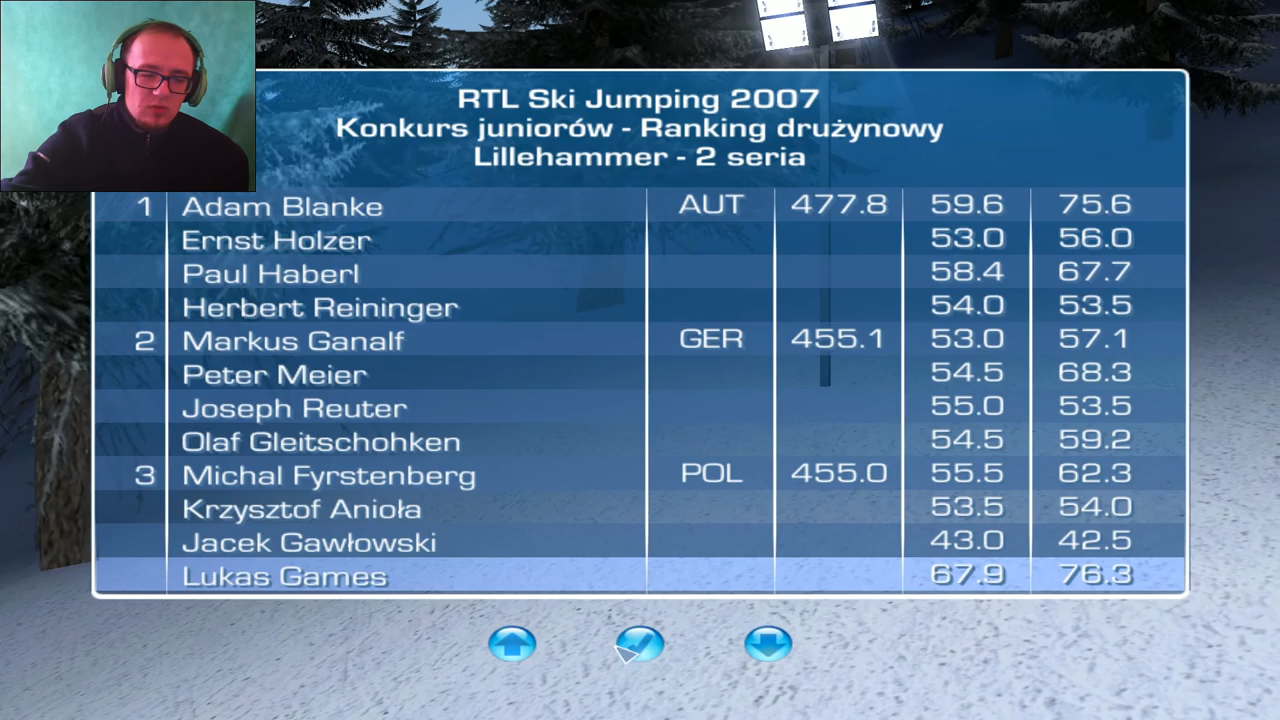 RTL Ski Jumping 2007
Konkurs juniorów - Ranking drużynowy
Lillehammer - 2 seria
1 Adam Blanke AUT 477.8 59.6 75.6
Ernst Holzer 53.0 56.0
Paul Haberl 58.4 67.7
Herbert Reininger 54.0 53.5
2 Markus Ganalf GER 455.1 53.0 57.1
Peter Meier 54.5 68.3
Joseph Reuter 55.0 53.5
Olaf Gleitschohken 54.5 59.2
3 Michal Fyrstenberg POL 455.0 55.5 62.3
Krzysztof Anioła 53.5 54.0
Jacek Gawłowski 43.0 42.5
Lukas Games 67.9 76.3